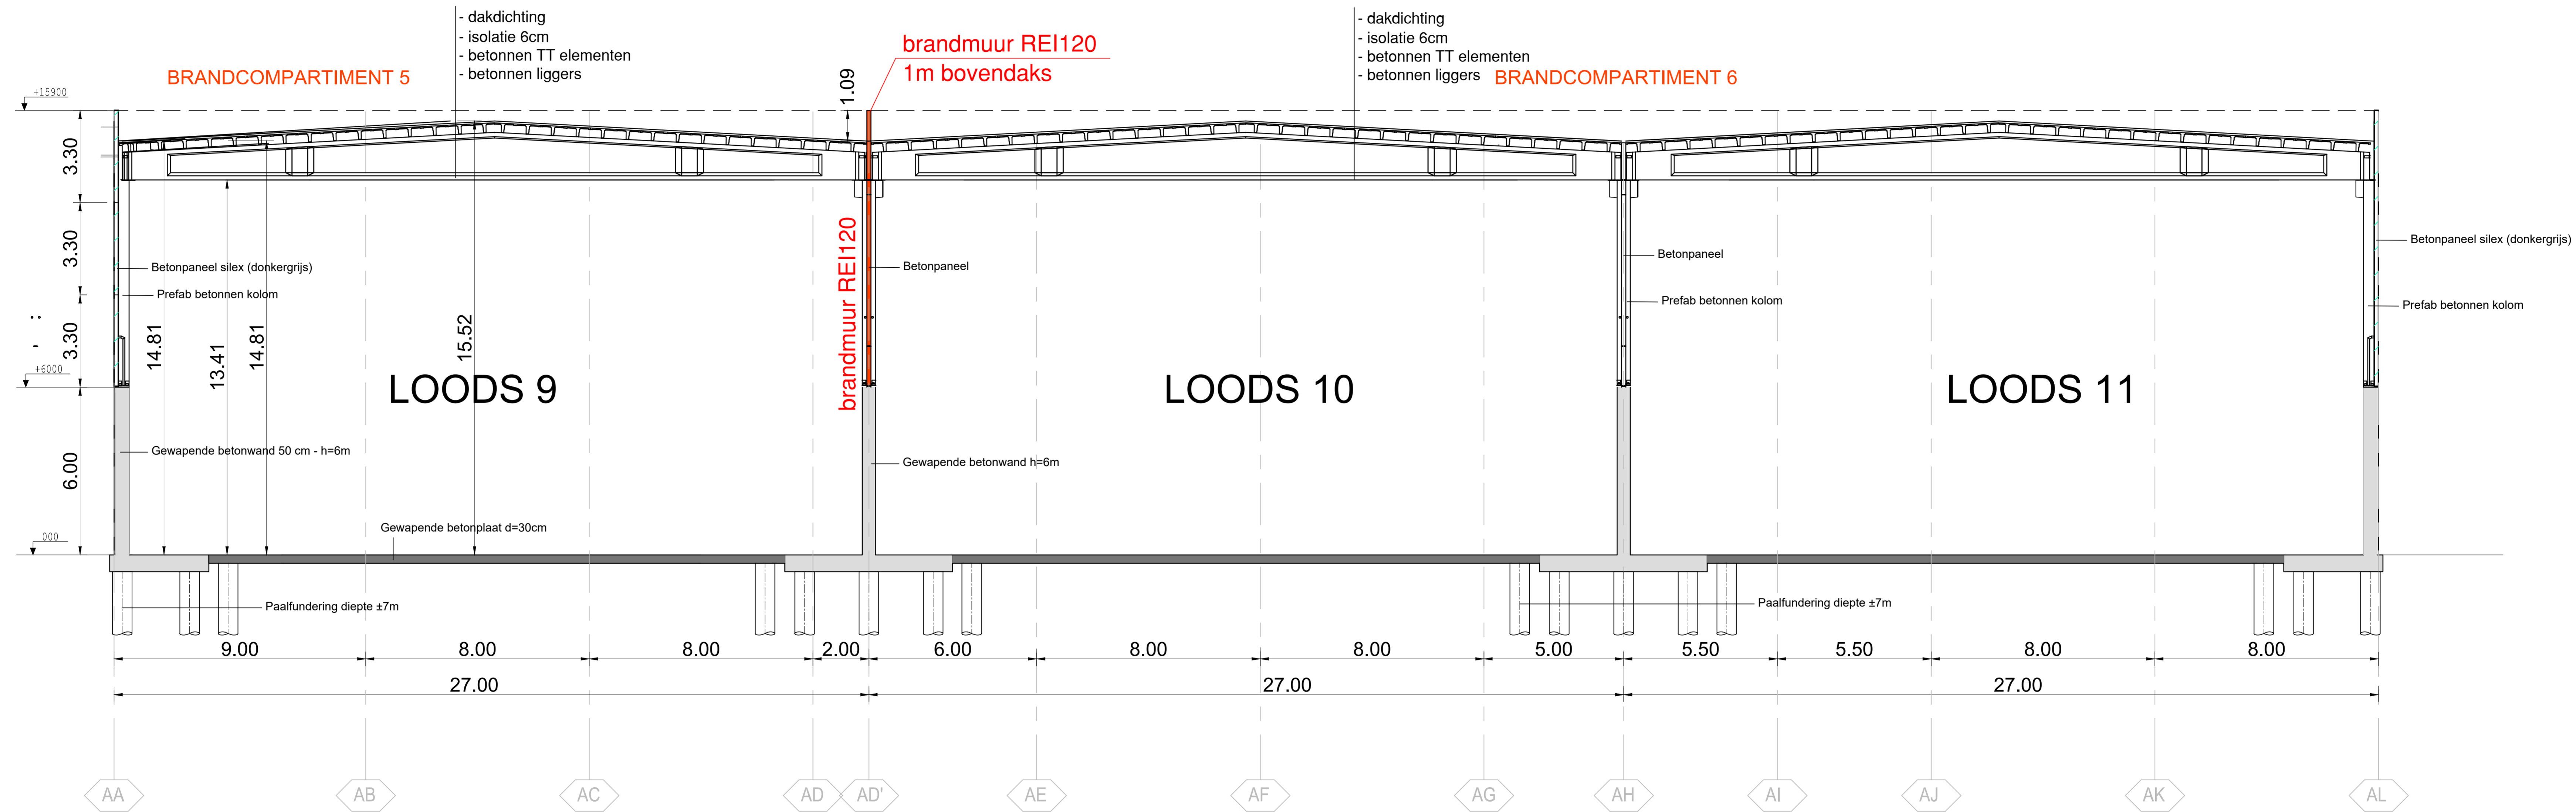 - dakdichting
- isolatie 6cm
- betonnen TT elementen
- betonnen liggers
BRANDCOMPARTIMENT 5
brandmuur REI120
1m bovendaks
1.09
- dakdichting
- isolatie 6cm
- betonnen TT elementen
- betonnen liggers
BRANDCOMPARTIMENT 6
+15900
3.30
3.30
3.30
+6000
6.00
000
14.81
13.41
14.81
15.52
brandmuur REI120
Betonpaneel silex (donkergrijs)
Prefab betonnen kolom
Betonpaneel
Betonpaneel
Prefab betonnen kolom
Betonpaneel silex (donkergrijs)
Prefab betonnen kolom
LOODS 9
LOODS 10
LOODS 11
Gewapende betonwand 50 cm - h=6m
Gewapende betonwand h=6m
Gewapende betonplaat d=30cm
Paalfundering diepte ±7m
Paalfundering diepte ±7m
9.00
8.00
8.00
2.00
6.00
8.00
8.00
5.00
5.50
5.50
8.00
8.00
27.00
27.00
27.00
AA
AB
AC
AD
AD'
AE
AF
AG
AH
AI
AJ
AK
AL